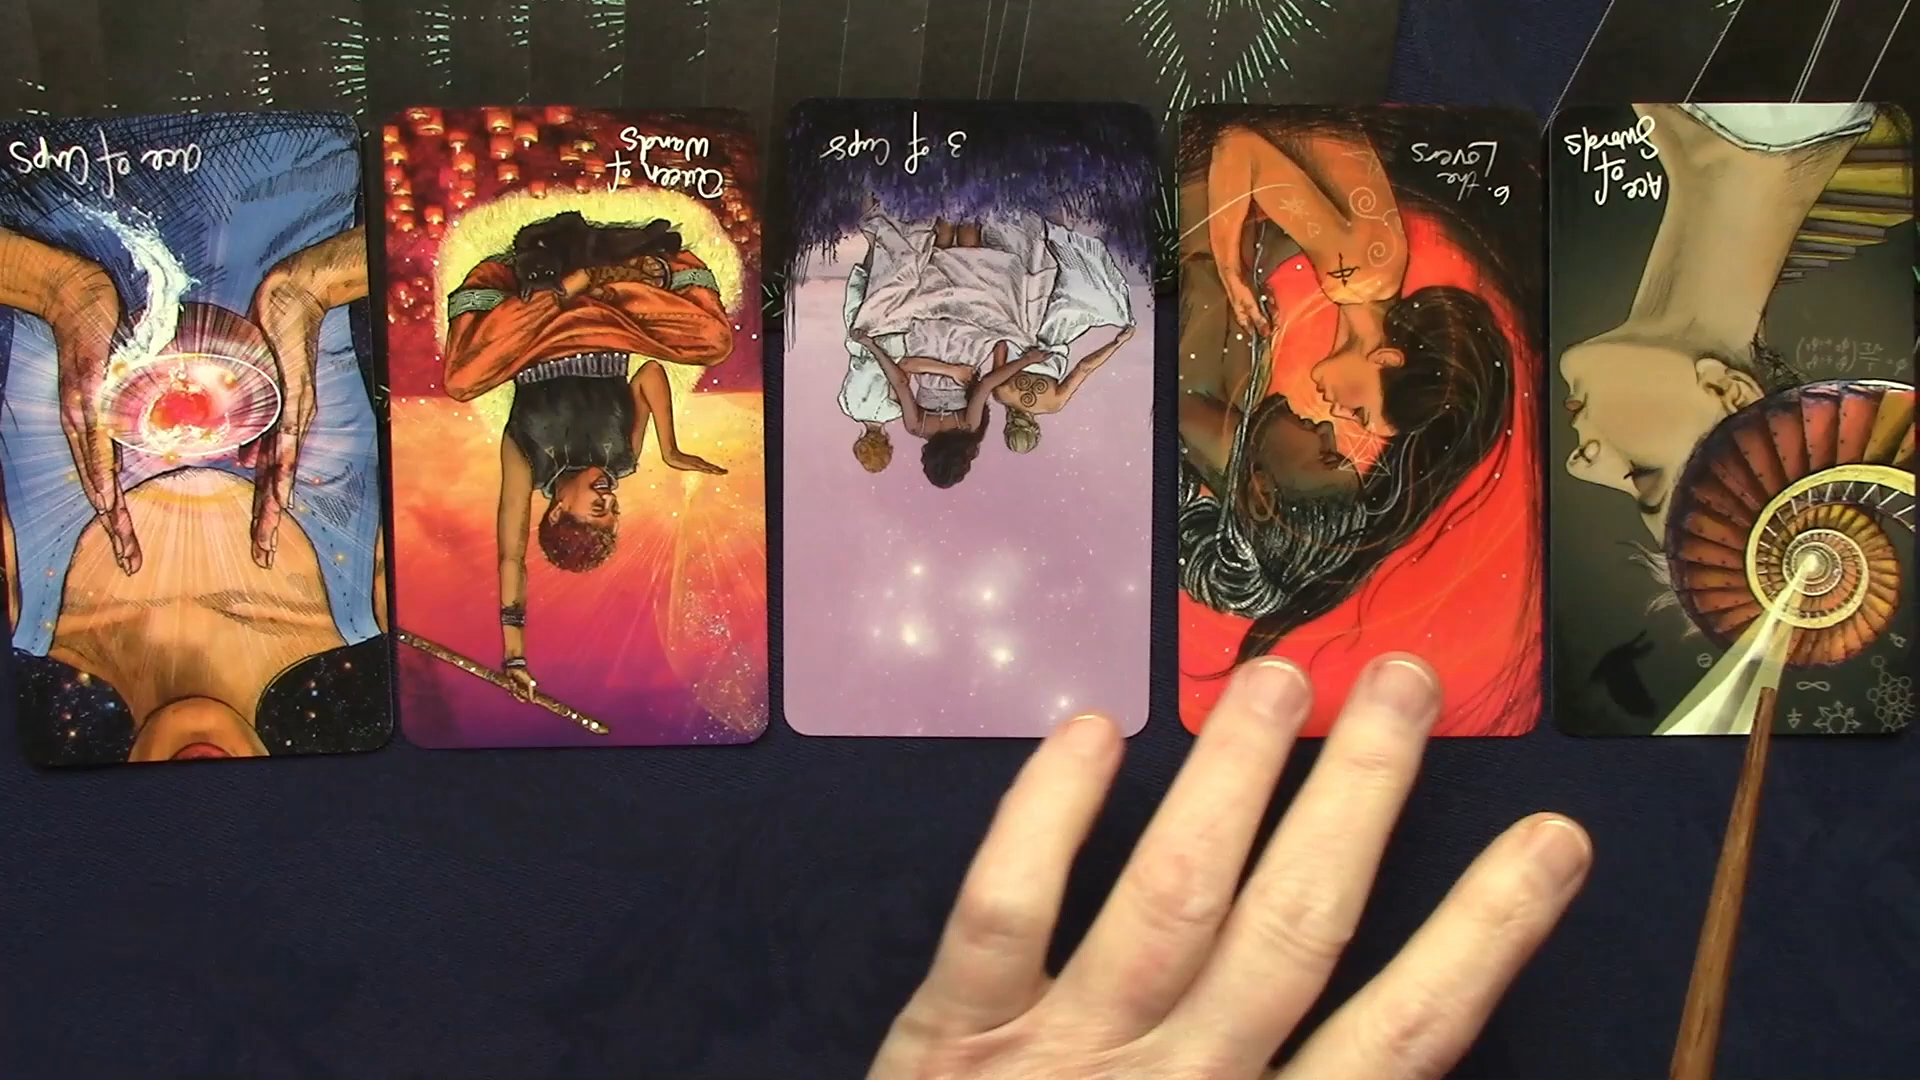 ace of Cups
Queen of
Wands
3 of Cups
6. the
Lovers
Ace
of
Swords